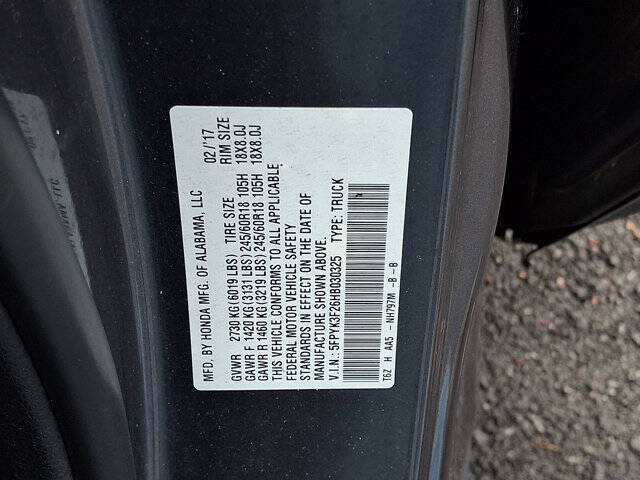 MFD. BY HONDA MFG. OF ALABAMA, LLC 02/'17
GVWR 2730 KG (6019 LBS) TIRE SIZE RIM SIZE
GAWR F 1420 KG (3131 LBS) 245/60R18 105H 18X8.0J
GAWR R 1460 KG (3219 LBS) 245/60R18 105H 18X8.0J
THIS VEHICLE CONFORMS TO ALL APPLICABLE
FEDERAL MOTOR VEHICLE SAFETY
STANDARDS IN EFFECT ON THE DATE OF
MANUFACTURE SHOWN ABOVE.
V.I.N.: 5FPYK3F26HB030325 TYPE: TRUCK
T6Z H AA5 - NH797M -B - B